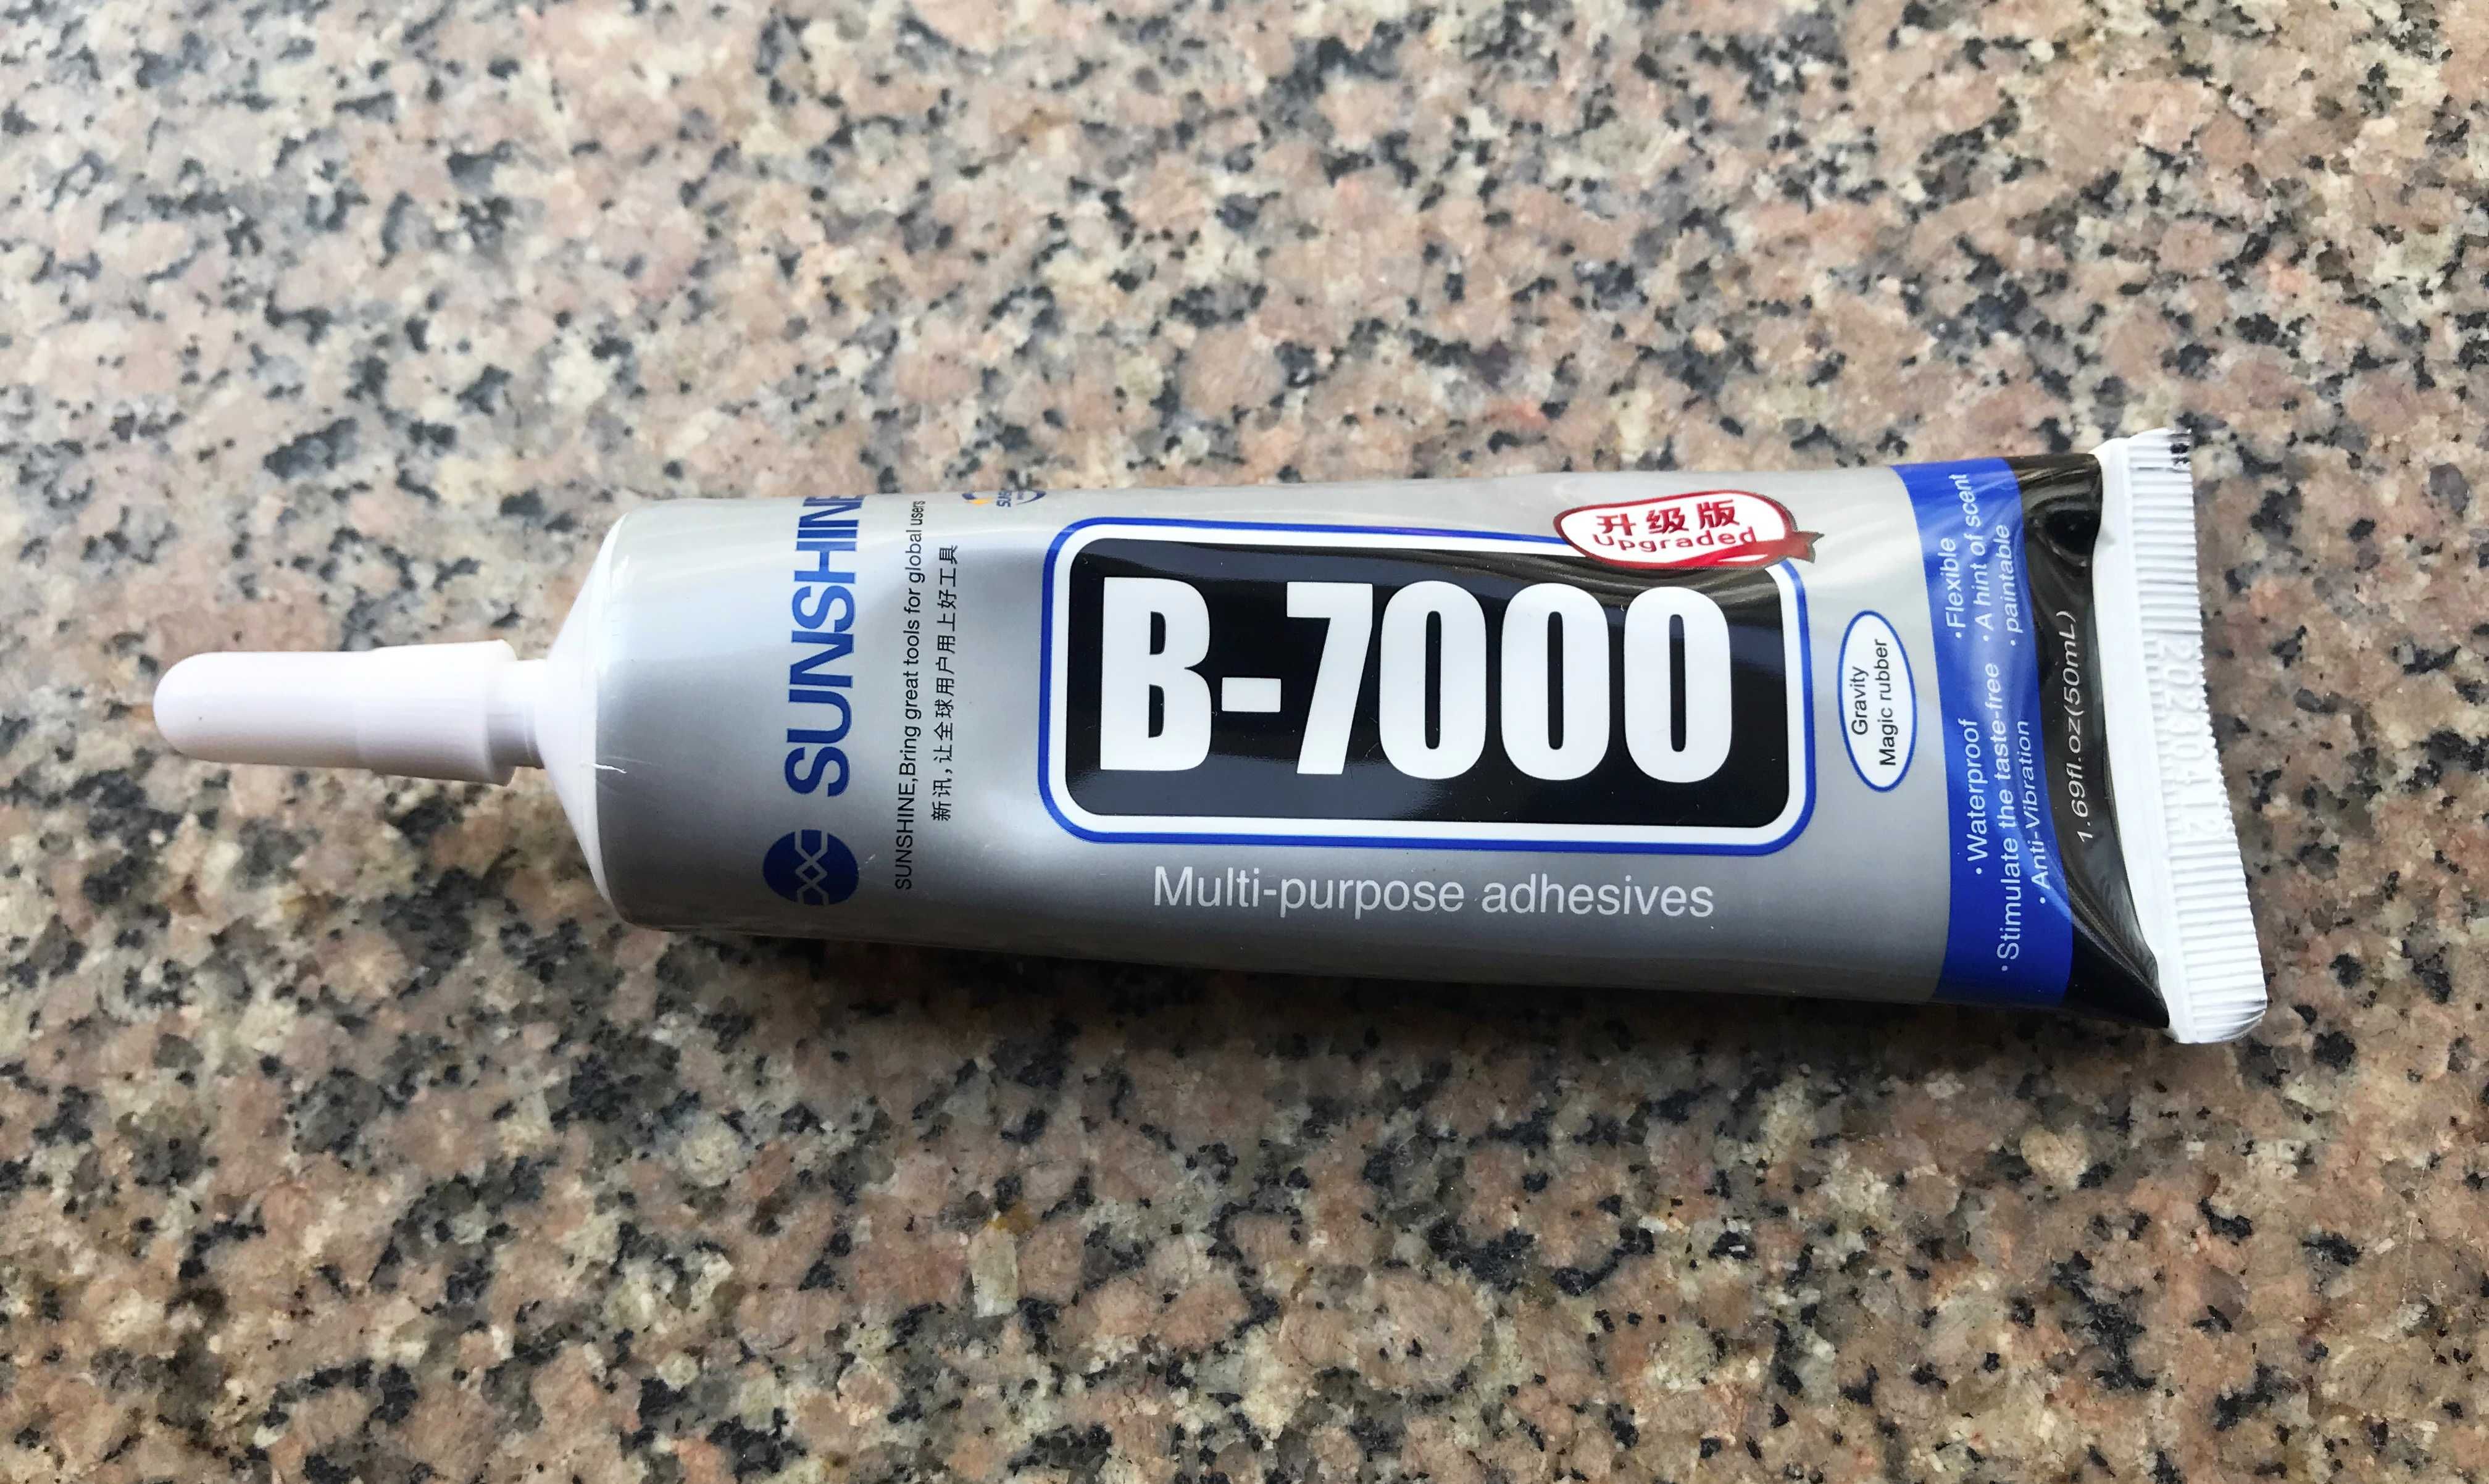 SUNSHINE
SUNSHINE,Bring great tools for global users
新讯,让全球用户用上好工具
升级版
Upgraded
B-7000
Multi-purpose adhesives
Gravity
Magic rubber
·Waterproof ·Flexible
·Stimulate the taste-free ·A hint of scent
·Anti-Vibration ·paintable
1.69fl.oz(50mL)